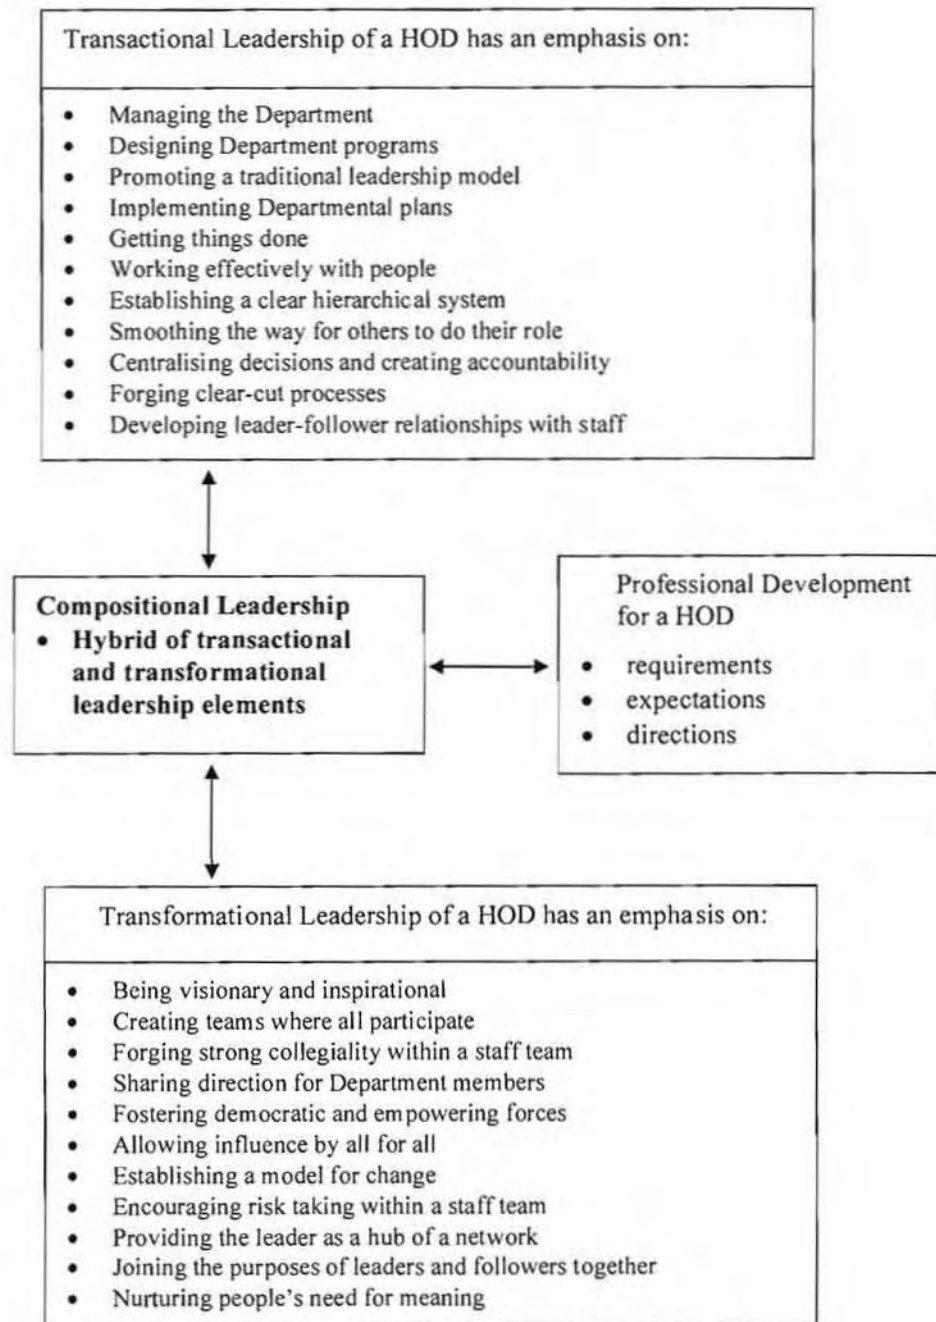 Transactional Leadership of a HOD has an emphasis on:
• Managing the Department
• Designing Department programs
• Promoting a traditional leadership model
• Implementing Departmental plans
• Getting things done
• Working effectively with people
• Establishing a clear hierarchical system
• Smoothing the way for others to do their role
• Centralising decisions and creating accountability
• Forging clear-cut processes
• Developing leader-follower relationships with staff
Compositional Leadership
• Hybrid of transactional
and transformational
leadership elements
Professional Development
for a HOD
• requirements
• expectations
• directions
Transformational Leadership of a HOD has an emphasis on:
• Being visionary and inspirational
• Creating teams where all participate
• Forging strong collegiality within a staff team
• Sharing direction for Department members
• Fostering democratic and empowering forces
• Allowing influence by all for all
• Establishing a model for change
• Encouraging risk taking within a staff team
• Providing the leader as a hub of a network
• Joining the purposes of leaders and followers together
• Nurturing people's need for meaning